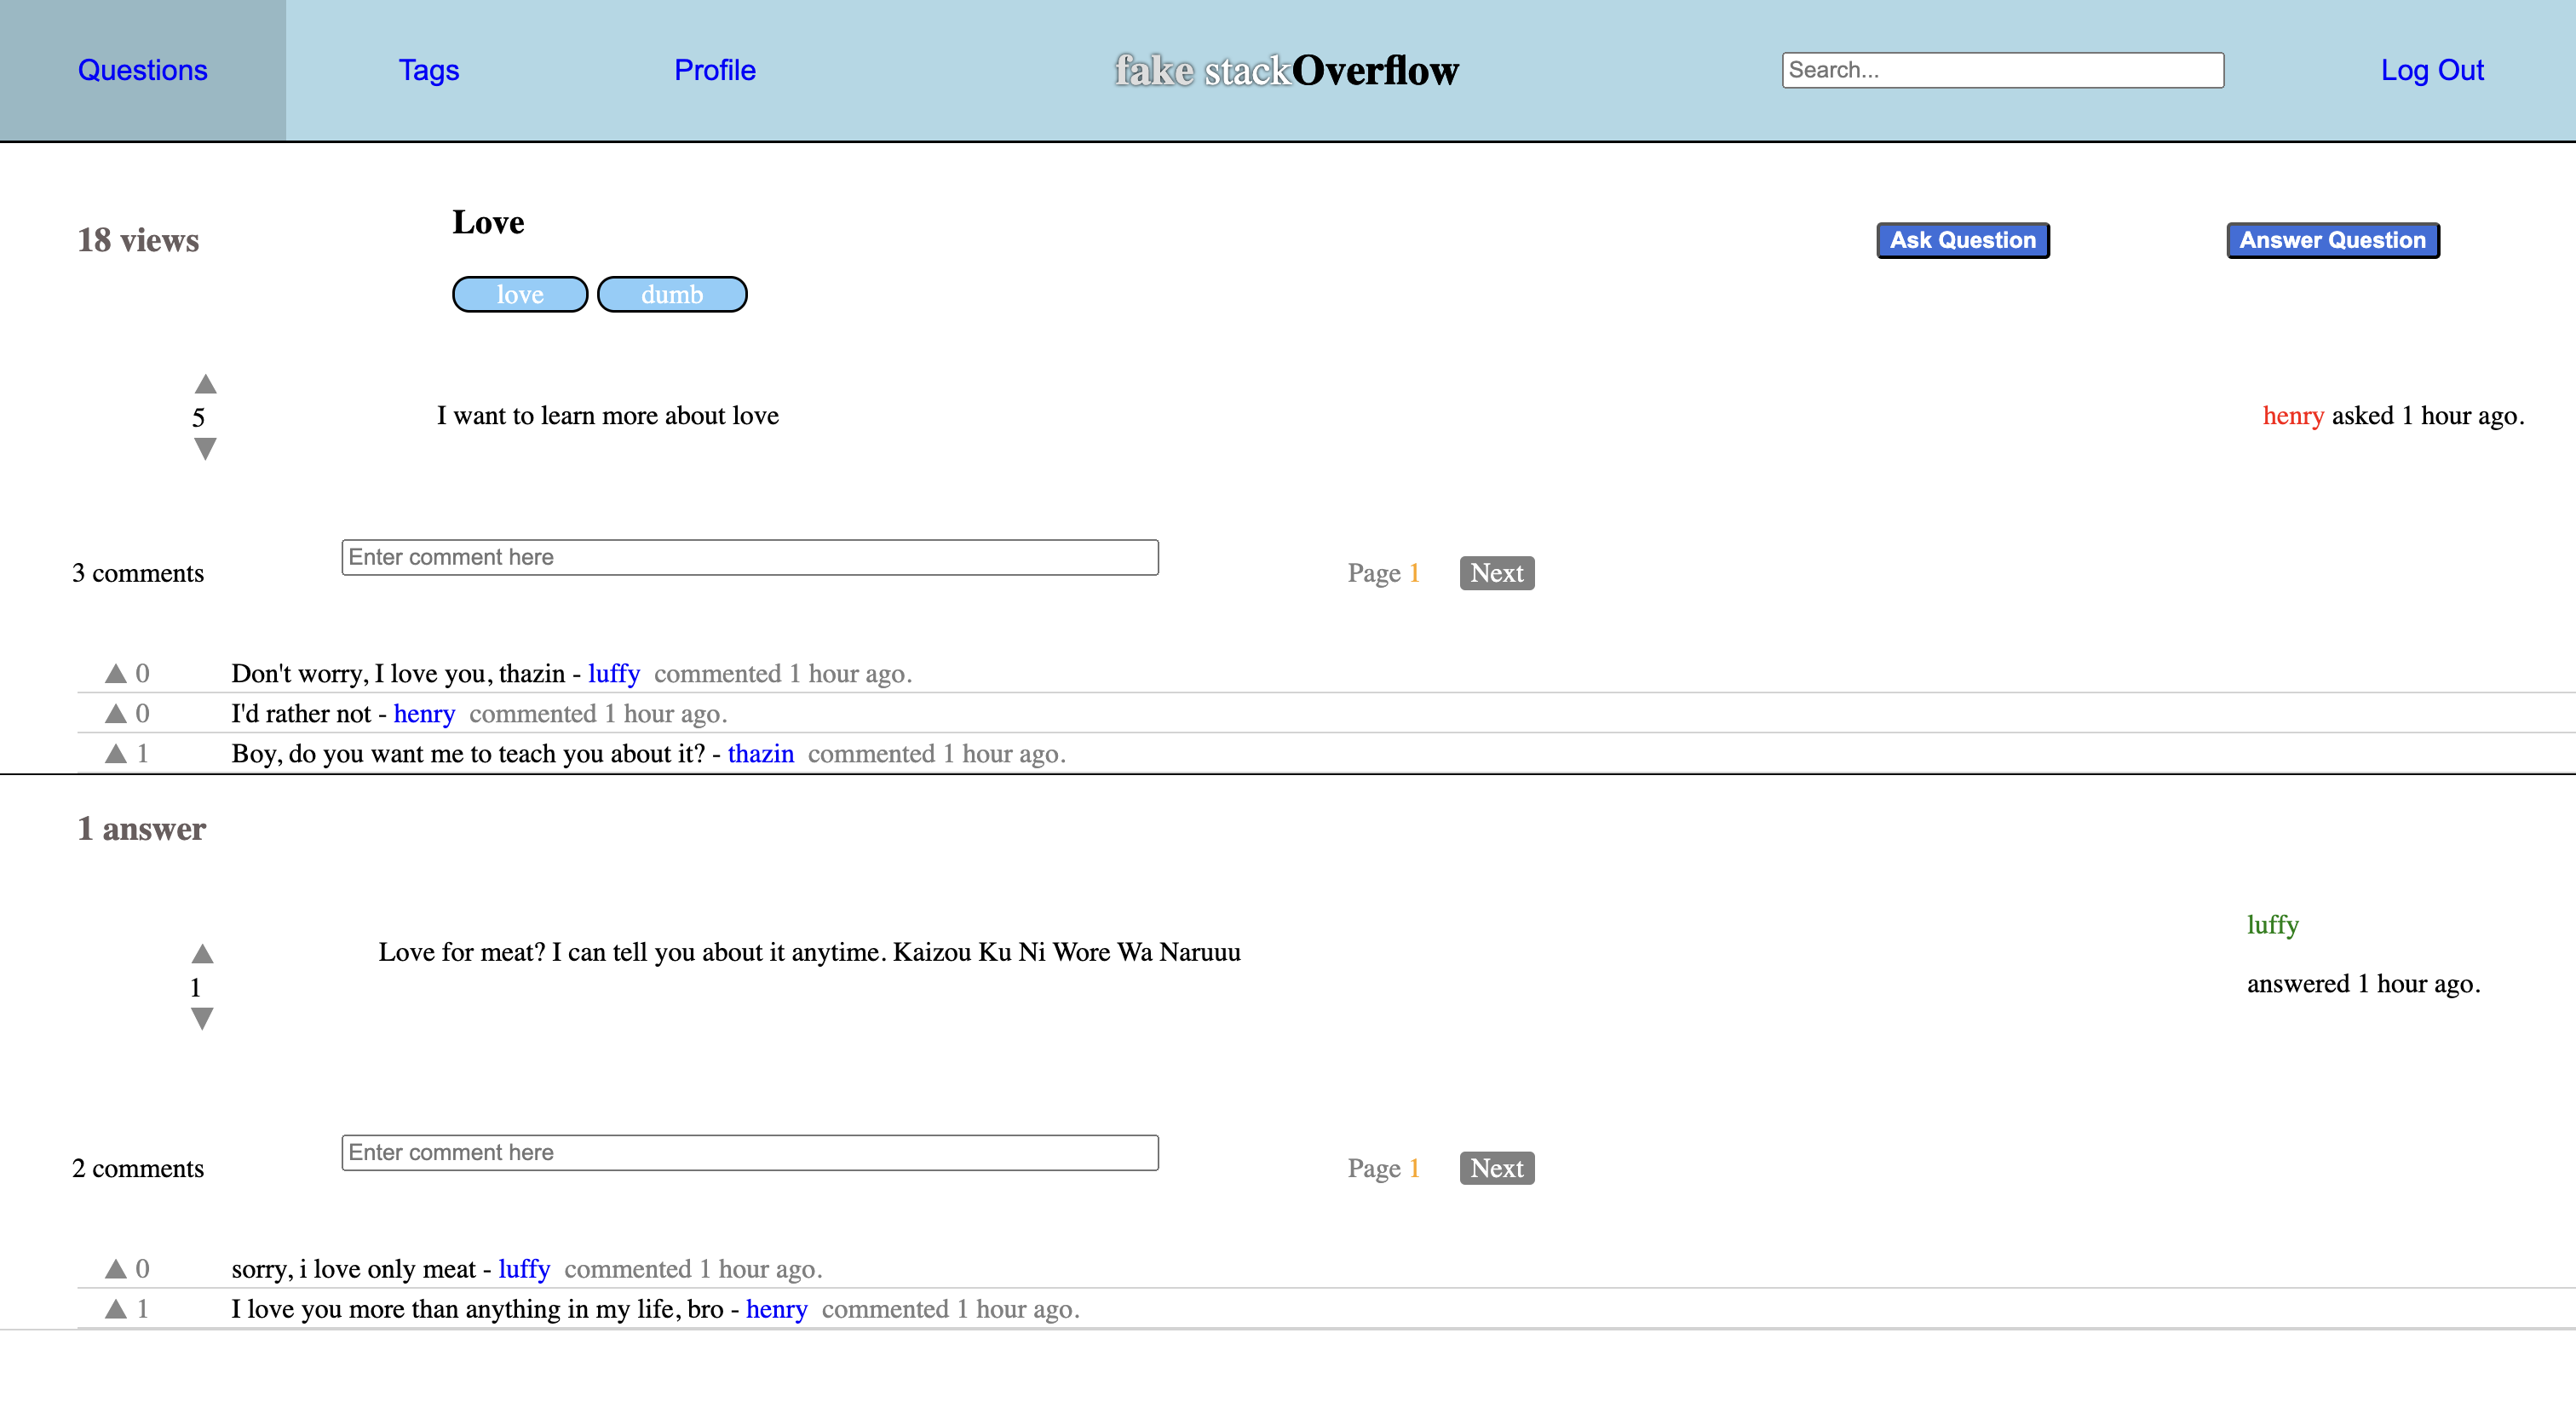 Questions Tags Profile fake stackOverflow Search... Log Out
18 views Love Ask Question Answer Question
love dumb
5 I want to learn more about love henry asked 1 hour ago.
3 comments Enter comment here Page 1 Next
0 Don't worry, I love you, thazin - luffy commented 1 hour ago.
0 I'd rather not - henry commented 1 hour ago.
1 Boy, do you want me to teach you about it? - thazin commented 1 hour ago.
1 answer
luffy
1 Love for meat? I can tell you about it anytime. Kaizou Ku Ni Wore Wa Naruuu
answered 1 hour ago.
2 comments Enter comment here Page 1 Next
0 sorry, i love only meat - luffy commented 1 hour ago.
1 I love you more than anything in my life, bro - henry commented 1 hour ago.